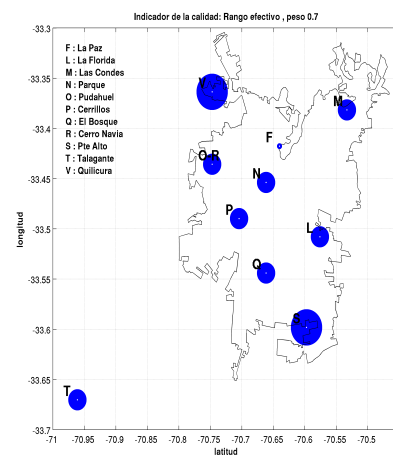 Indicador de la calidad: Rango efectivo , peso 0.7
-33.3
F : La Paz
L : La Florida
M : Las Condes
N : Parque
O : Pudahuel
P : Cerrillos
Q : El Bosque
R : Cerro Navia
S : Pte Alto
T : Talagante
V : Quilicura
-33.35
V
M
-33.4
F
O-R
-33.45
N
P
-33.5
L
Q
-33.55
S
-33.6
-33.65
T
-33.7
longitud
-71 -70.95 -70.9 -70.85 -70.8 -70.75 -70.7 -70.65 -70.6 -70.55 -70.5
latitud